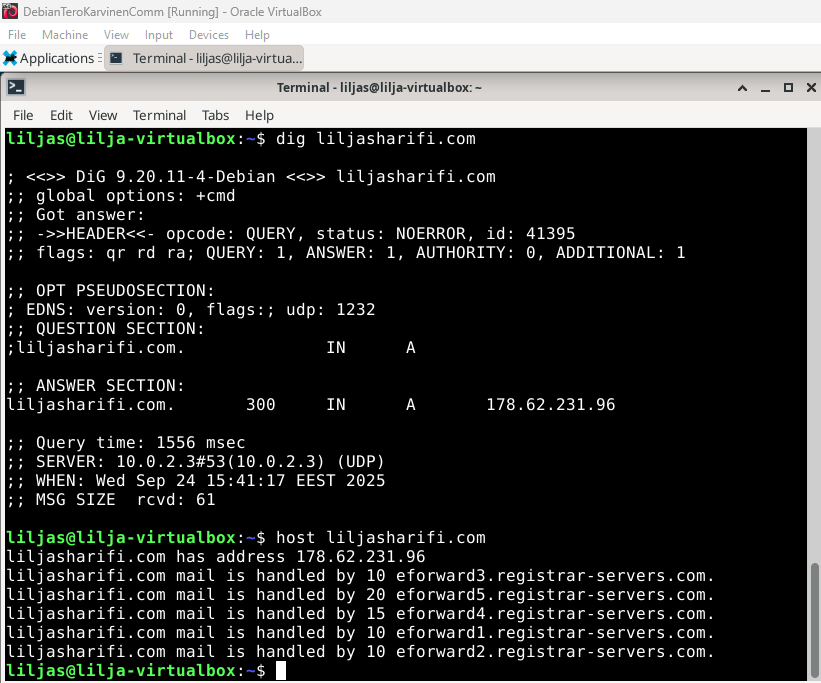 DebianTeroKarvinenComm [Running] - Oracle VirtualBox
File Machine View Input Devices Help
Applications Terminal - liljas@lilja-virtua...
Terminal - liljas@lilja-virtualbox: ~
File Edit View Terminal Tabs Help
liljas@lilja-virtualbox:~$ dig liljasharifi.com
; <<>> DiG 9.20.11-4-Debian <<>> liljasharifi.com
;; global options: +cmd
;; Got answer:
;; ->>HEADER<<- opcode: QUERY, status: NOERROR, id: 41395
;; flags: qr rd ra; QUERY: 1, ANSWER: 1, AUTHORITY: 0, ADDITIONAL: 1
;; OPT PSEUDOSECTION:
; EDNS: version: 0, flags:; udp: 1232
;; QUESTION SECTION:
;liljasharifi.com. IN A
;; ANSWER SECTION:
liljasharifi.com. 300 IN A 178.62.231.96
;; Query time: 1556 msec
;; SERVER: 10.0.2.3#53(10.0.2.3) (UDP)
;; WHEN: Wed Sep 24 15:41:17 EEST 2025
;; MSG SIZE rcvd: 61
liljas@lilja-virtualbox:~$ host liljasharifi.com
liljasharifi.com has address 178.62.231.96
liljasharifi.com mail is handled by 10 eforward3.registrar-servers.com.
liljasharifi.com mail is handled by 20 eforward5.registrar-servers.com.
liljasharifi.com mail is handled by 15 eforward4.registrar-servers.com.
liljasharifi.com mail is handled by 10 eforward1.registrar-servers.com.
liljasharifi.com mail is handled by 10 eforward2.registrar-servers.com.
liljas@lilja-virtualbox:~$